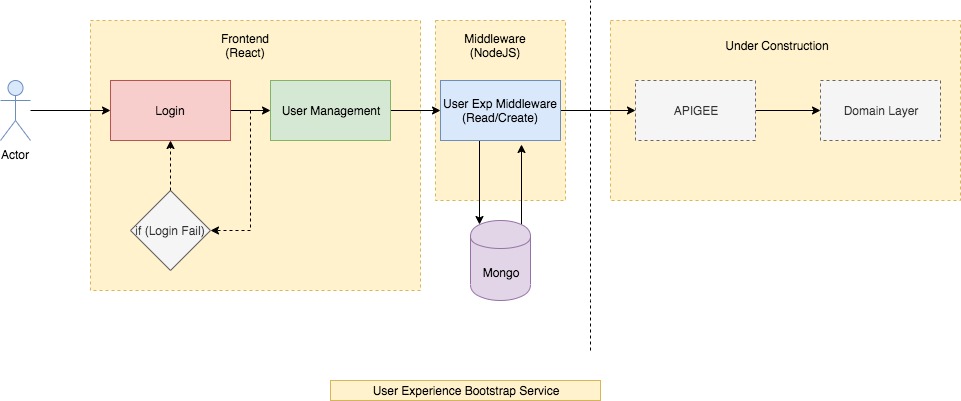 Frontend
(React)
Middleware
(NodeJS)
Under Construction
Actor
Login
User Management
User Exp Middleware
(Read/Create)
APIGEE
Domain Layer
if (Login Fail)
Mongo
User Experience Bootstrap Service